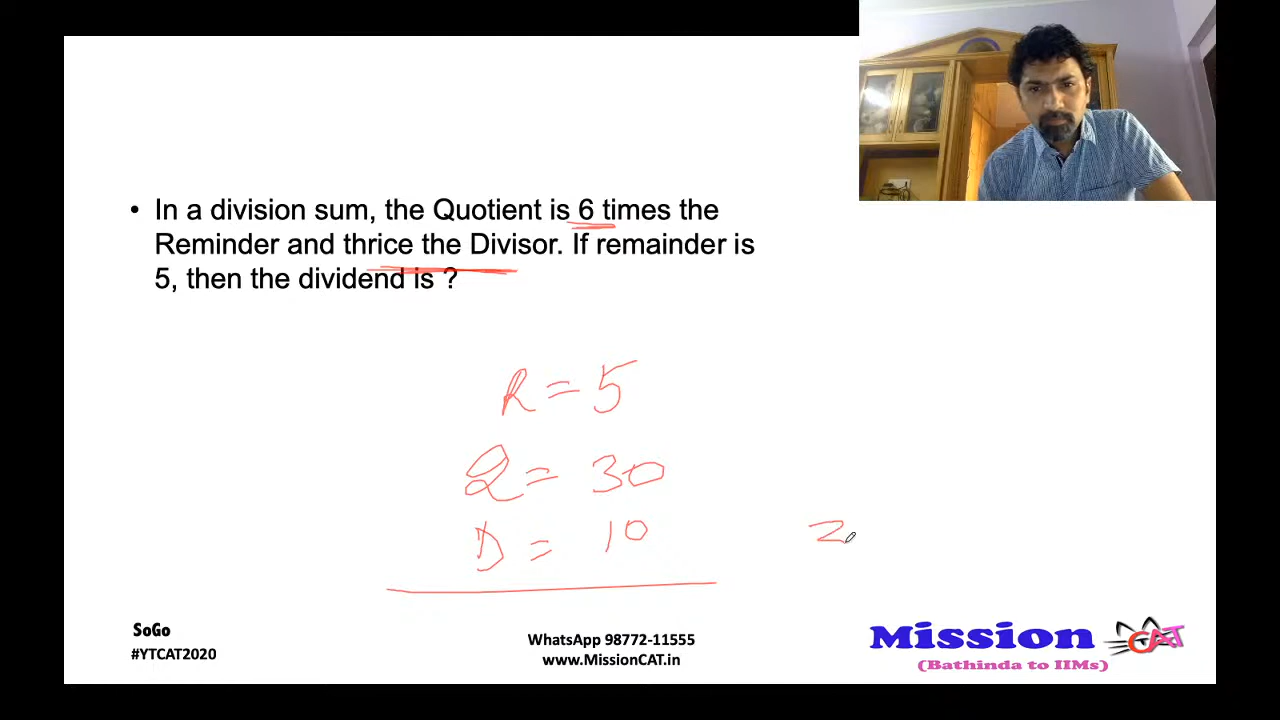 • In a division sum, the Quotient is 6 times the
Reminder and thrice the Divisor. If remainder is
5, then the dividend is ?
R = 5
Q = 30
D = 10
SoGo
#YTCAT2020
WhatsApp 98772-11555
www.MissionCAT.in
Mission CAT
(Bathinda to IIMs)